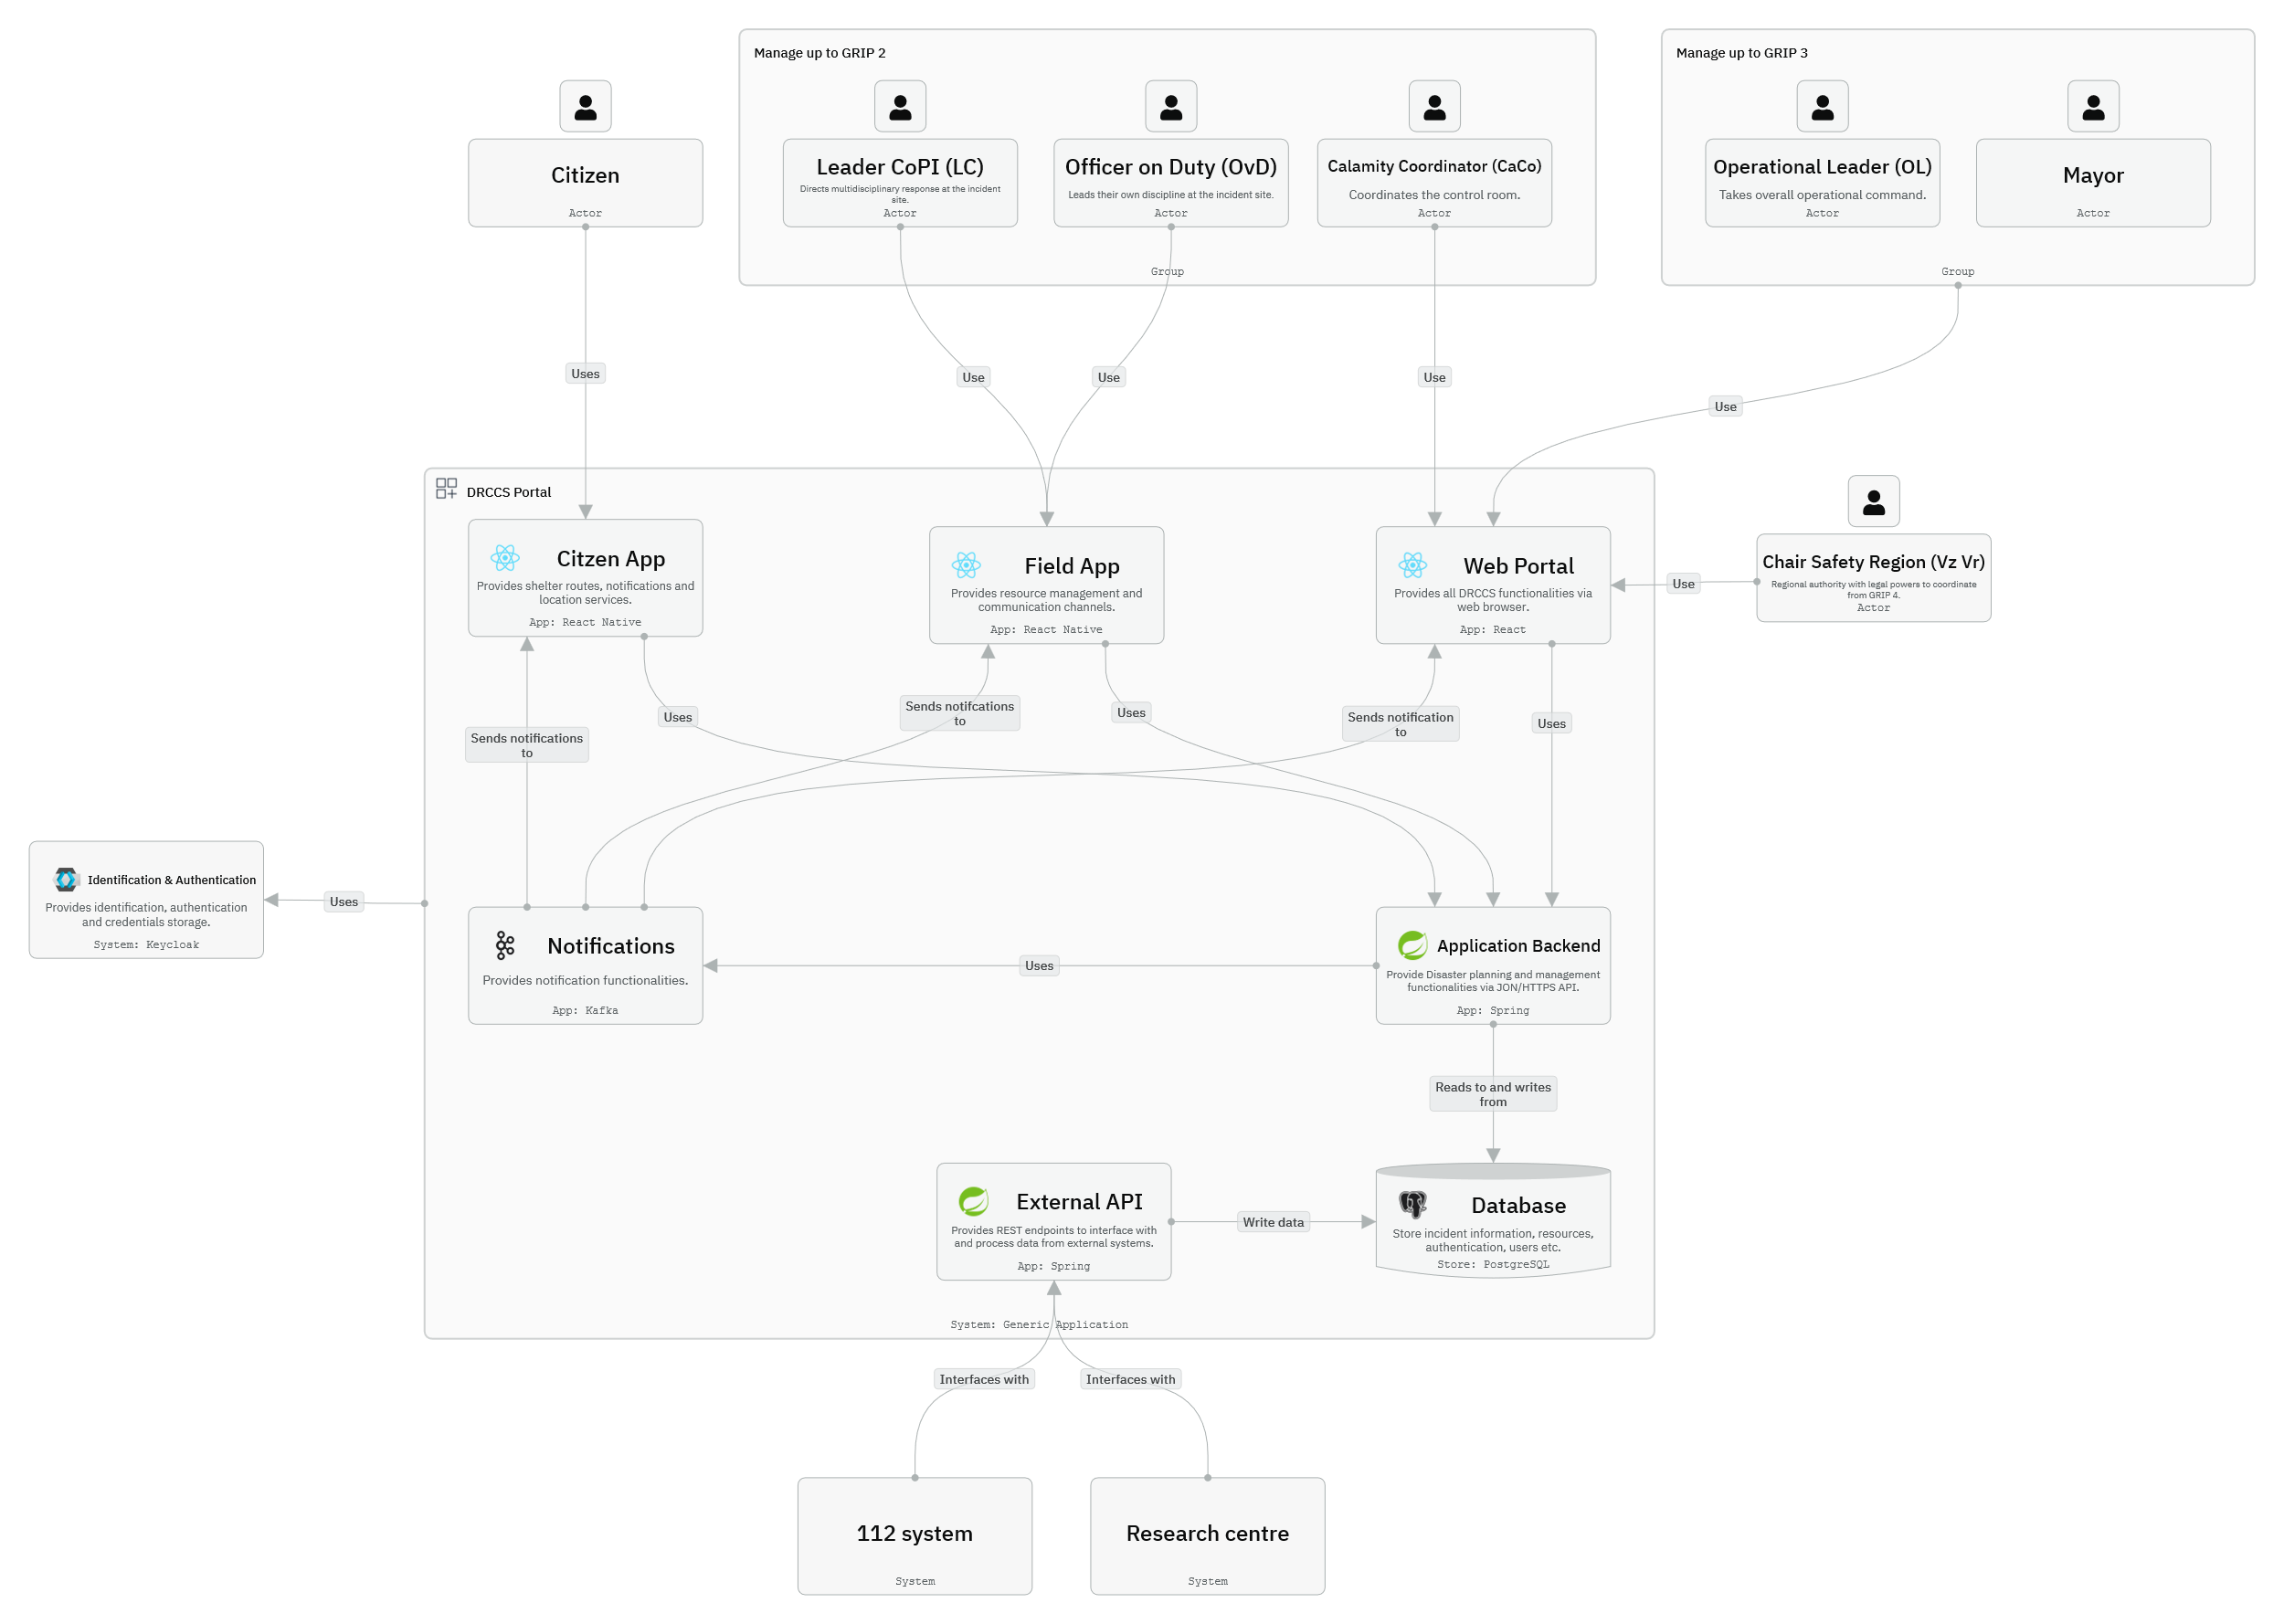 Manage up to GRIP 2
Manage up to GRIP 3
Citizen
Actor
Leader CoPI (LC)
Directs multidisciplinary response at the incident
site.
Actor
Officer on Duty (OvD)
Leads their own discipline at the incident site.
Actor
Calamity Coordinator (CaCo)
Coordinates the control room.
Actor
Group
Operational Leader (OL)
Takes overall operational command.
Actor
Mayor
Actor
Group
Uses
Use
Use
Use
Use
DRCCS Portal
Citzen App
Provides shelter routes, notifications and
location services.
App: React Native
Field App
Provides resource management and
communication channels.
App: React Native
Web Portal
Provides all DRCCS functionalities via
web browser.
App: React
Use
Chair Safety Region (Vz Vr)
Regional authority with legal powers to coordinate
from GRIP 4.
Actor
Sends notifications
to
Uses
Sends notifcations
to
Uses
Sends notification
to
Uses
Identification & Authentication
Provides identification, authentication
and credentials storage.
System: Keycloak
Uses
Notifications
Provides notification functionalities.
App: Kafka
Uses
Application Backend
Provide Disaster planning and management
functionalities via JON/HTTPS API.
App: Spring
Reads to and writes
from
External API
Provides REST endpoints to interface with
and process data from external systems.
App: Spring
Write data
Database
Store incident information, resources,
authentication, users etc.
Store: PostgreSQL
System: Generic Application
Interfaces with
Interfaces with
112 system
System
Research centre
System